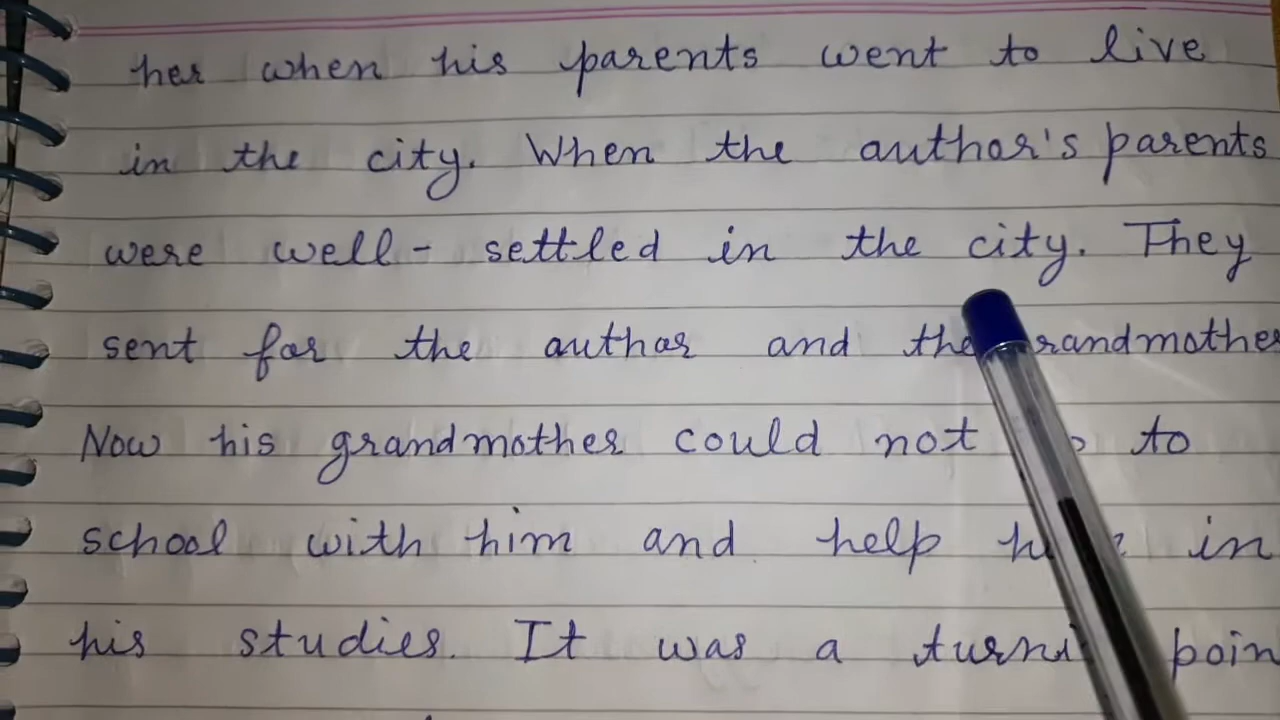 her when his parents went to live
in the city. When the author's parents
were well- settled in the city. They
sent for the author and the grandmother
Now his grandmother could not to
school with him and help in
his studies. It was a